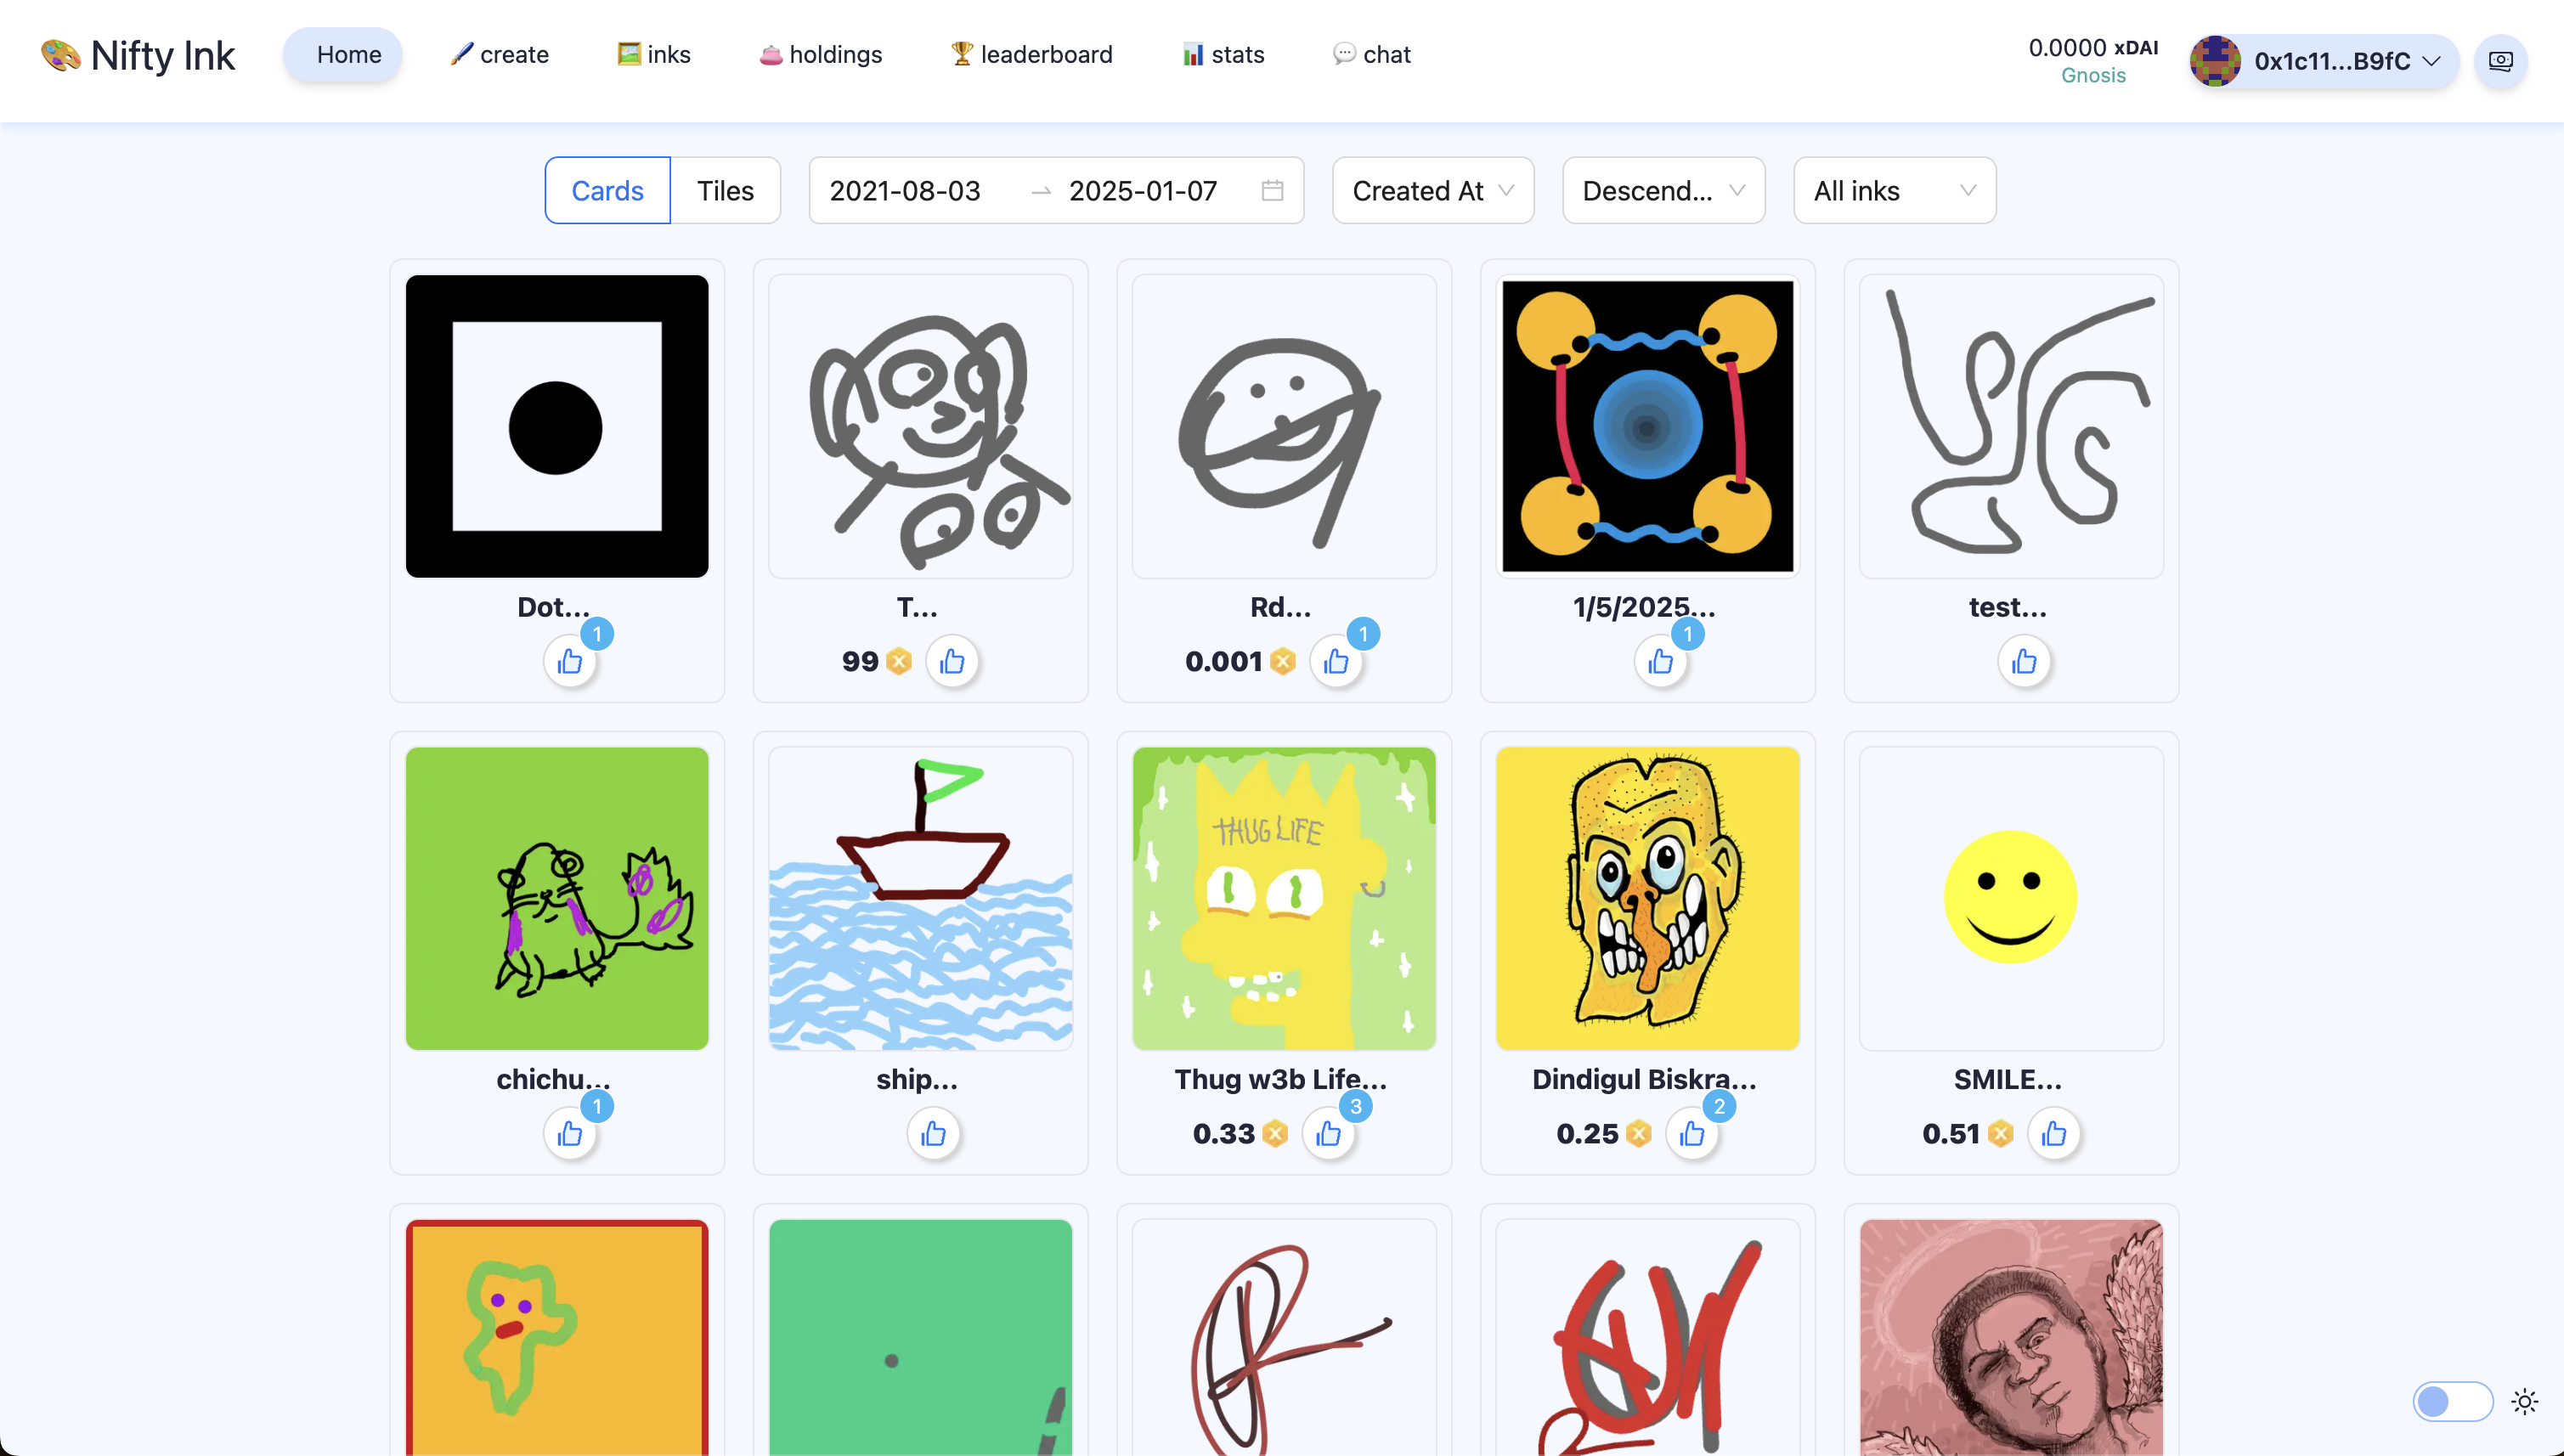 Nifty Ink
Home
create
inks
holdings
leaderboard
stats
chat
0.0000 xDAI
Gnosis
0x1c11...B9fC
Cards
Tiles
2021-08-03
2025-01-07
Created At
Descend...
All inks
Dot...
1
T...
99
Rd...
0.001
1
1/5/2025...
1
test...
THUG LIFE
chichu...
1
ship...
Thug w3b Life...
0.33
3
Dindigul Biskra...
0.25
2
SMILE...
0.51